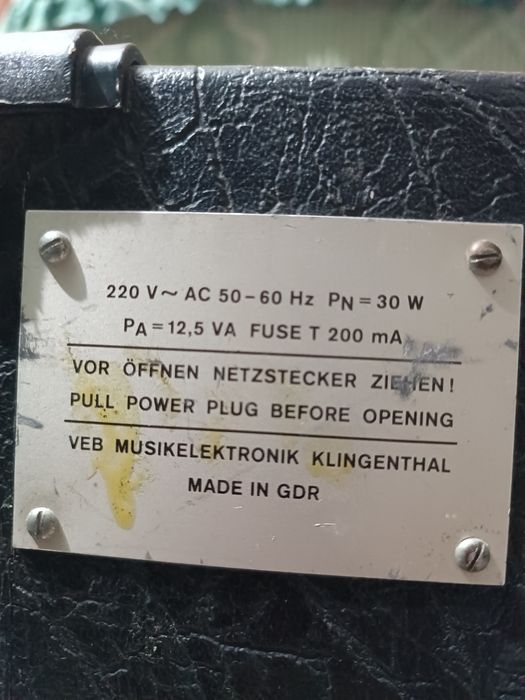 220 V~ AC 50-60 Hz PN = 30 W
PA = 12,5 VA FUSE T 200 mA
VOR ÖFFNEN NETZSTECKER ZIEHEN!
PULL POWER PLUG BEFORE OPENING
VEB MUSIKELEKTRONIK KLINGENTHAL
MADE IN GDR